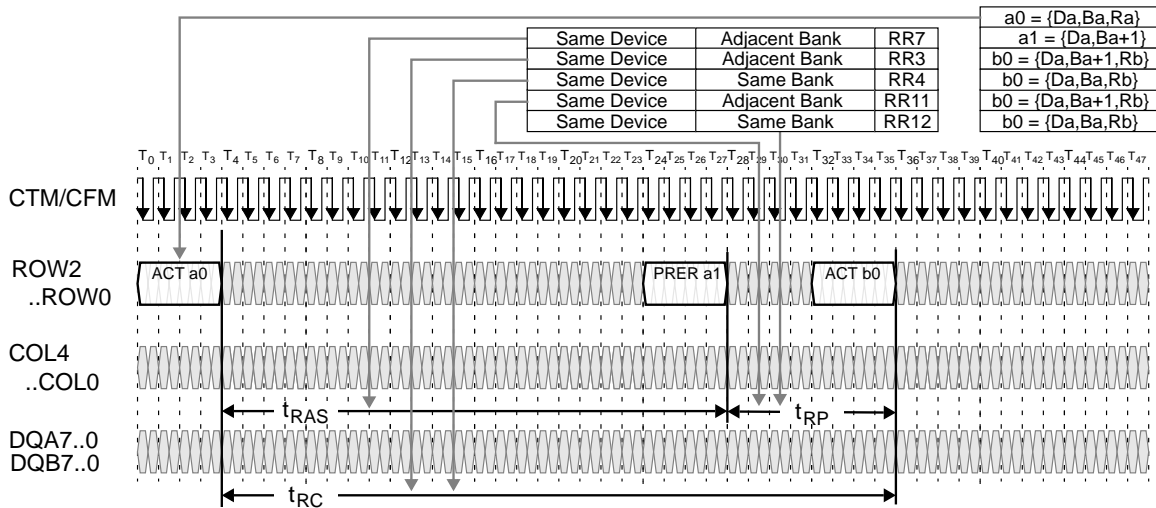 a0 = {Da,Ba,Ra}
Same Device Adjacent Bank RR7 a1 = {Da,Ba+1}
Same Device Adjacent Bank RR3 b0 = {Da,Ba+1,Rb}
Same Device Same Bank RR4 b0 = {Da,Ba,Rb}
Same Device Adjacent Bank RR11 b0 = {Da,Ba+1,Rb}
Same Device Same Bank RR12 b0 = {Da,Ba,Rb}
T0 T1 T2 T3 T4 T5 T6 T7 T8 T9 T10 T11 T12 T13 T14 T15 T16 T17 T18 T19 T20 T21 T22 T23 T24 T25 T26 T27 T28 T29 T30 T31 T32 T33 T34 T35 T36 T37 T38 T39 T40 T41 T42 T43 T44 T45 T46 T47
CTM/CFM
ROW2 ACT a0 PRER a1 ACT b0
..ROW0
COL4
..COL0
tRAS tRP
DQA7..0
DQB7..0
tRC